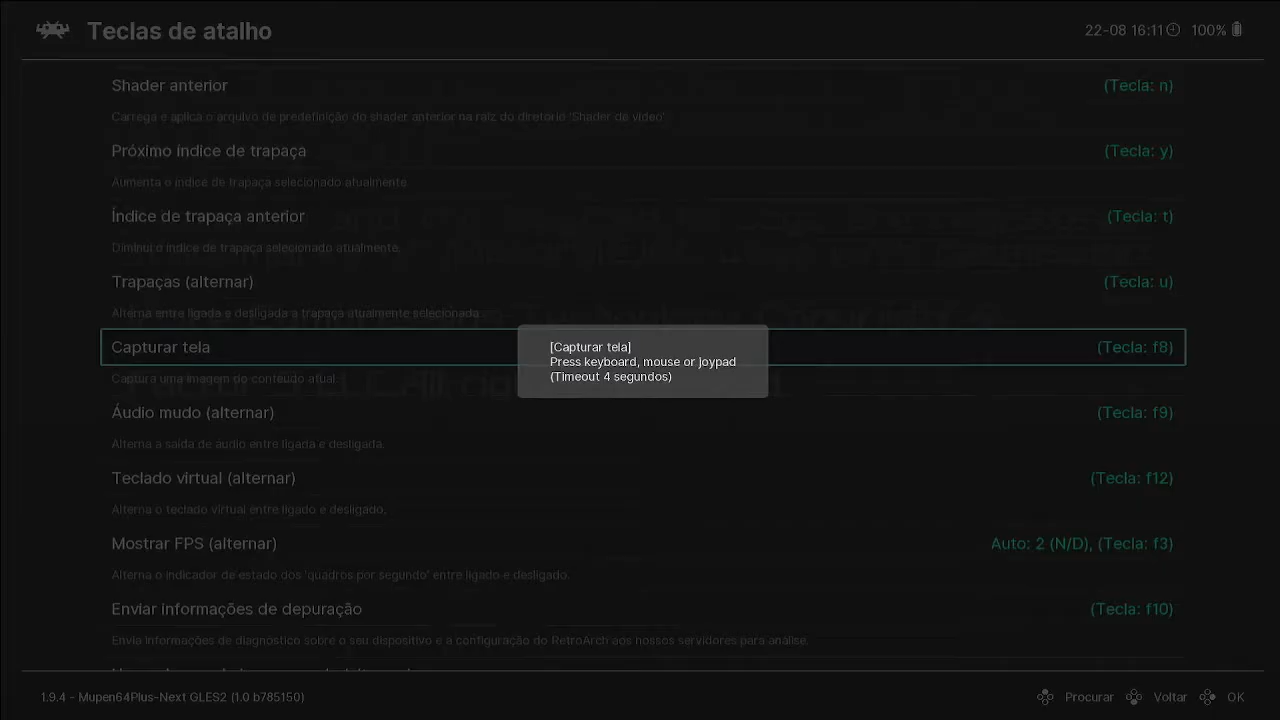 Teclas de atalho
22-08 16:11 100%
Shader anterior (Tecla: n)
Carrega e aplica o arquivo de predefinição do shader anterior na raiz do diretório 'Shader de vídeo'.
Próximo índice de trapaça (Tecla: y)
Aumenta o índice de trapaça selecionado atualmente.
Índice de trapaça anterior (Tecla: t)
Diminui o índice de trapaça selecionado atualmente.
Trapaças (alternar) (Tecla: u)
Alterna entre ligada e desligada a trapaça atualmente selecionada.
Capturar tela (Tecla: f8)
Captura uma imagem do conteúdo atual.
[Capturar tela]
Press keyboard, mouse or joypad
(Timeout 4 segundos)
Áudio mudo (alternar) (Tecla: f9)
Alterna a saída de áudio entre ligada e desligada.
Teclado virtual (alternar) (Tecla: f12)
Alterna o teclado virtual entre ligado e desligado.
Mostrar FPS (alternar) Auto: 2 (N/D), (Tecla: f3)
Alterna o indicador de estado dos 'quadros por segundo' entre ligado e desligado.
Enviar informações de depuração (Tecla: f10)
Envia informações de diagnóstico sobre o seu dispositivo e a configuração do RetroArch aos nossos servidores para análise.
1.9.4 - Mupen64Plus-Next GLES2 (1.0 b785150)
Procurar Voltar OK